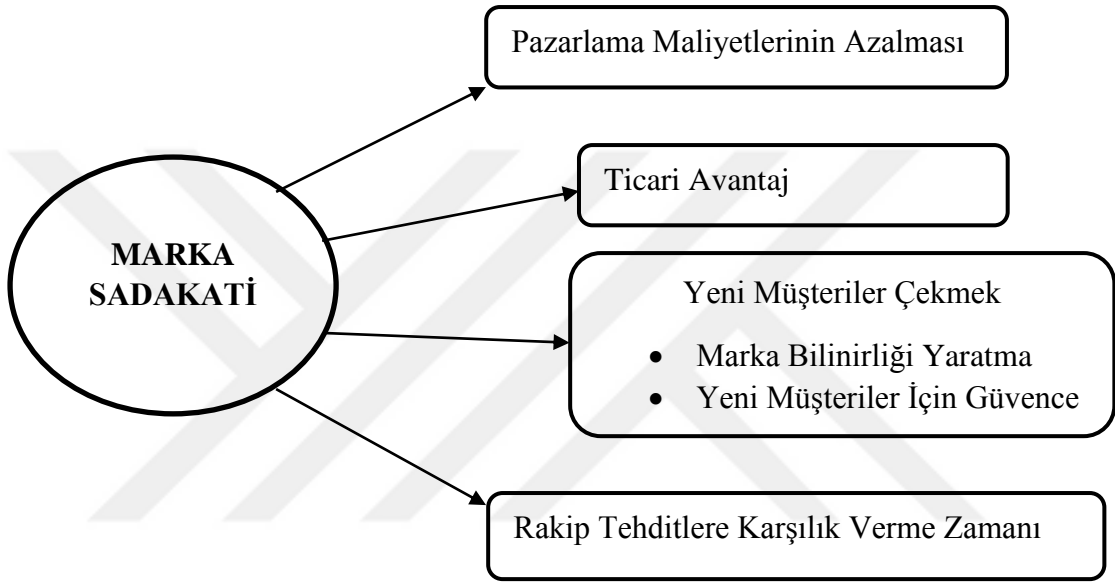 Pazarlama Maliyetlerinin Azalması
Ticari Avantaj
MARKA
SADAKATİ
Yeni Müşteriler Çekmek
• Marka Bilinirliği Yaratma
• Yeni Müşteriler İçin Güvence
Rakip Tehditlere Karşılık Verme Zamanı